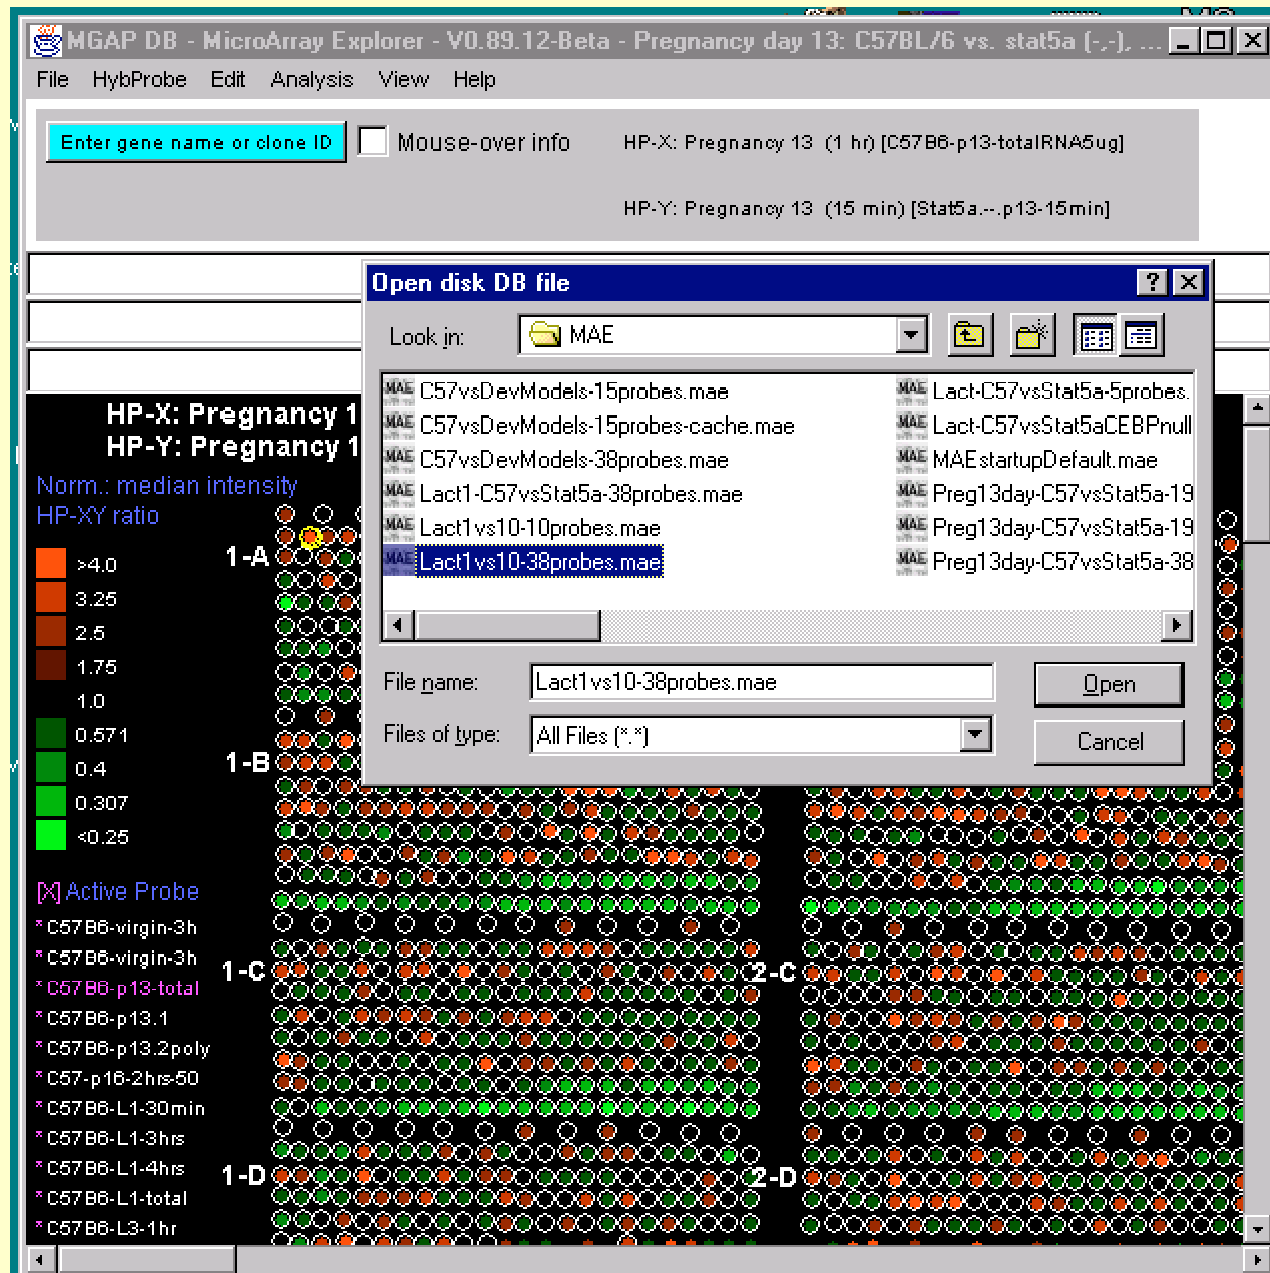 MGAP DB - MicroArray Explorer - V0.89.12-Beta - Pregnancy day 13: C57BL/6 vs. stat5a (-,-), ...
File HybProbe Edit Analysis View Help
Enter gene name or clone ID Mouse-over info HP-X: Pregnancy 13 (1 hr) [C57B6-p13-totalRNA5ug]
HP-Y: Pregnancy 13 (15 min) [Stat5a.--.p13-15min]
Open disk DB file
Look in: MAE
C57vsDevModels-15probes.mae
C57vsDevModels-15probes-cache.mae
C57vsDevModels-38probes.mae
Lact1-C57vsStat5a-38probes.mae
Lact1vs10-10probes.mae
Lact1vs10-38probes.mae
Lact-C57vsStat5a-5probes.
Lact-C57vsStat5aCEBPnull
MAEstartupDefault.mae
Preg13day-C57vsStat5a-19
Preg13day-C57vsStat5a-19
Preg13day-C57vsStat5a-38
File name: Lact1vs10-38probes.mae Open
Files of type: All Files (*.*) Cancel
HP-X: Pregnancy 1
HP-Y: Pregnancy 1
Norm.: median intensity
HP-XY ratio
>4.0
3.25
2.5
1.75
1.0
0.571
0.4
0.307
<0.25
1-A
1-B
1-C 2-C
1-D 2-D
[X] Active Probe
*C57B6-virgin-3h
*C57B6-virgin-3h
*C57B6-p13-total
*C57B6-p13.1
*C57B6-p13.2poly
*C57-p16-2hrs-50
*C57B6-L1-30min
*C57B6-L1-3hrs
*C57B6-L1-4hrs
*C57B6-L1-total
*C57B6-L3-1hr